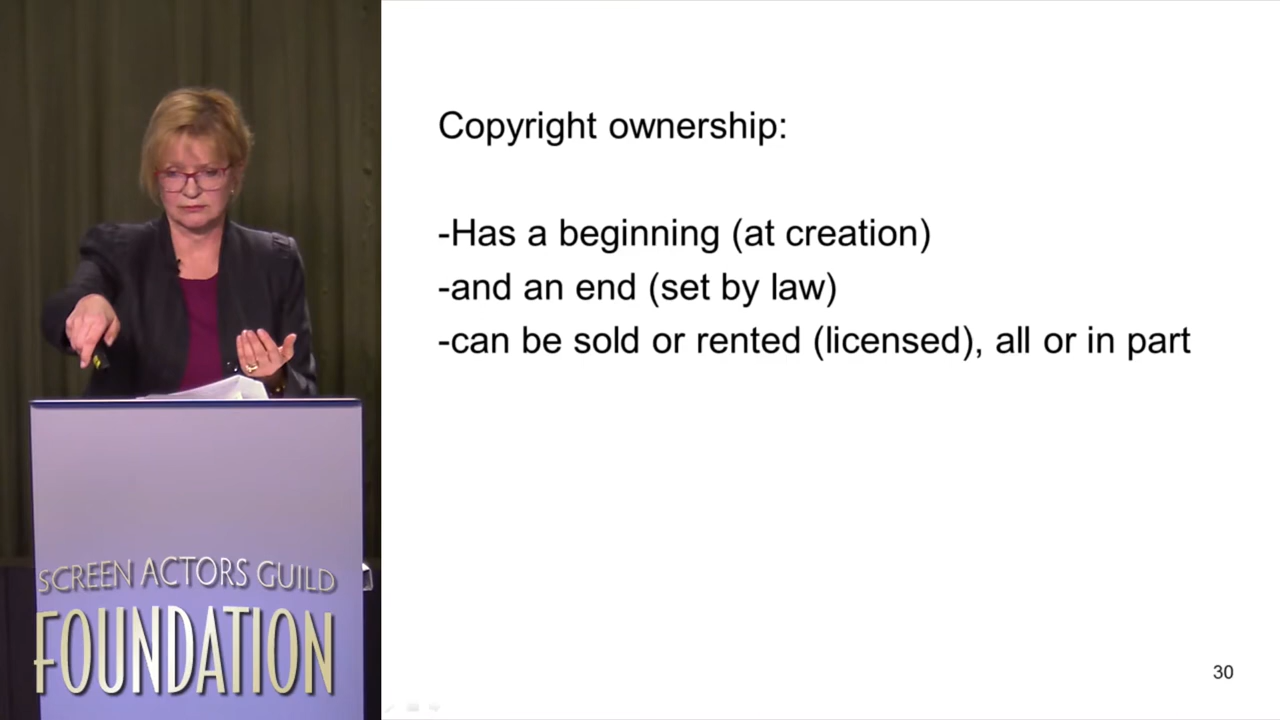 Copyright ownership:
-Has a beginning (at creation)
-and an end (set by law)
-can be sold or rented (licensed), all or in part
30
SCREEN ACTORS GUILD
FOUNDATION